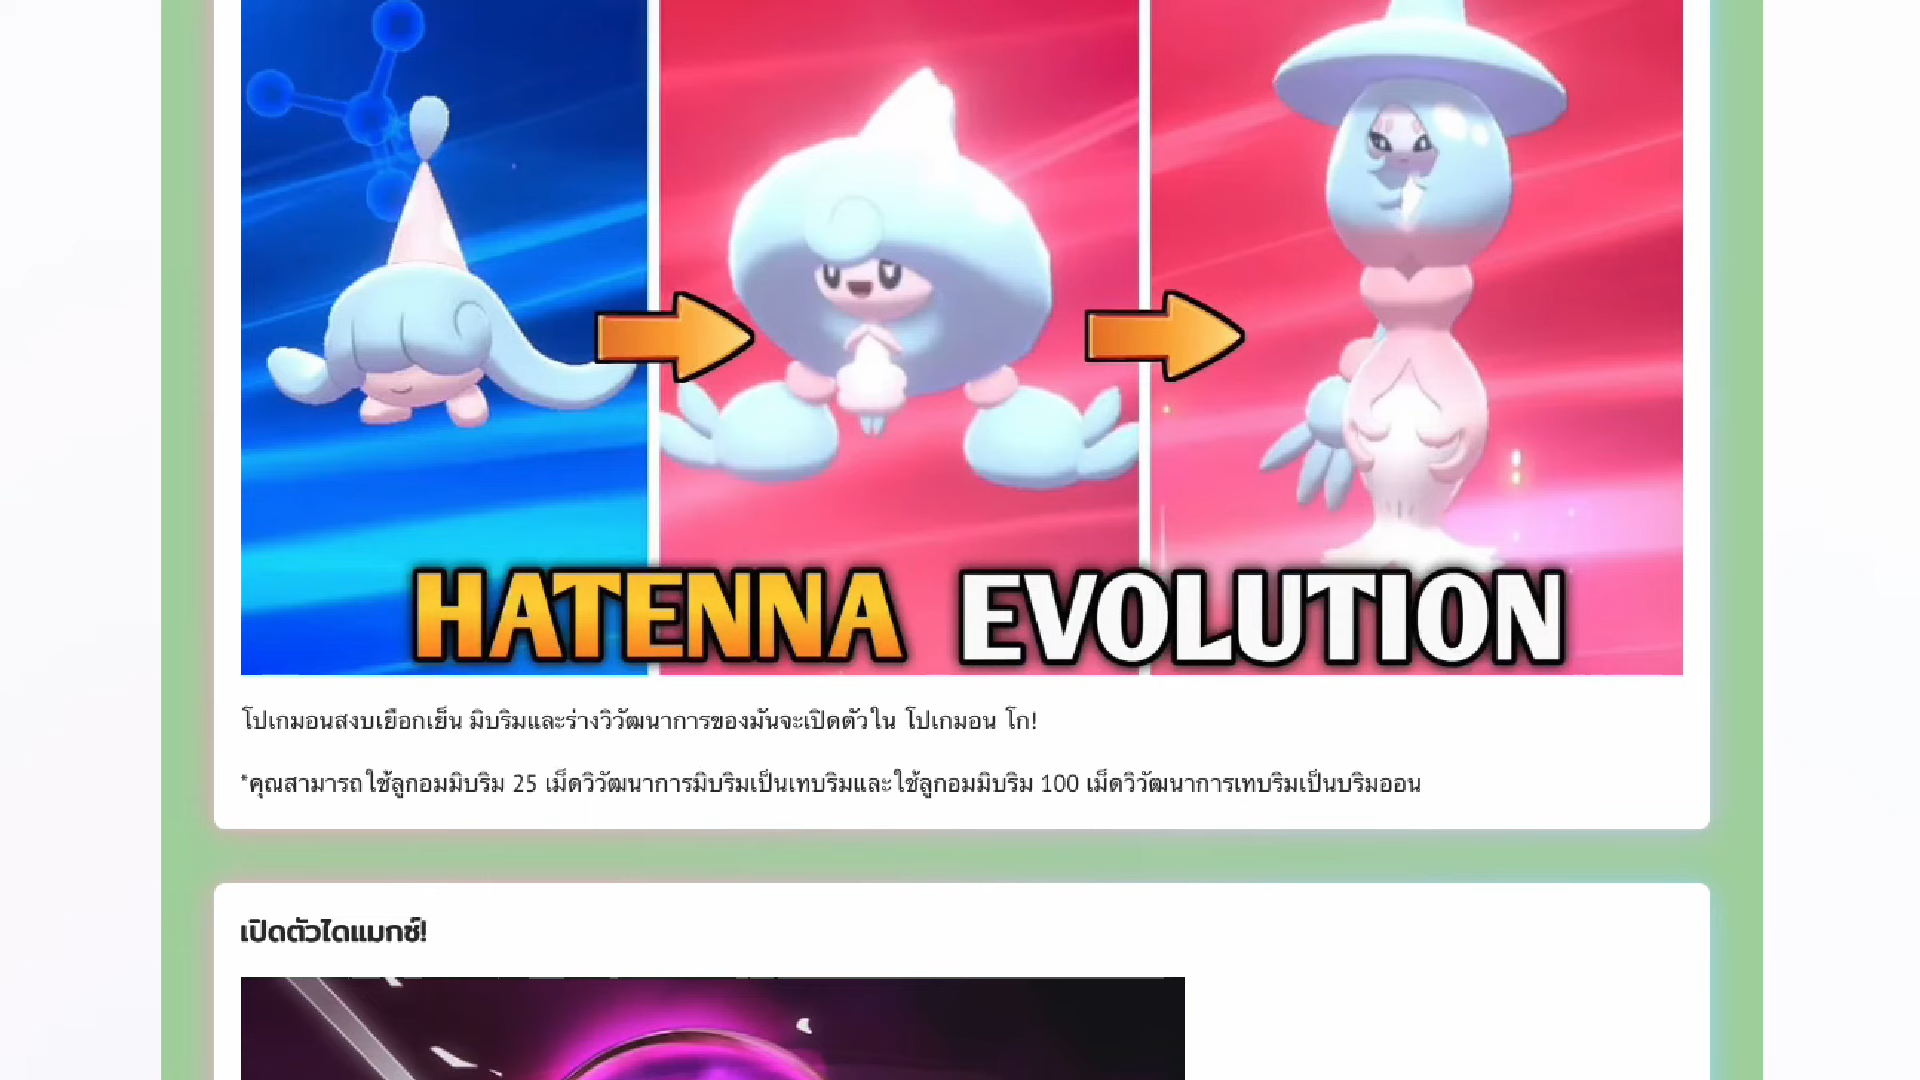 HATENNA EVOLUTION
โปเกมอนสงบเยือกเย็น มิบริมและร่างวิวัฒนาการของมันจะเปิดตัวใน โปเกมอน โก!
*คุณสามารถใช้ลูกอมมิบริม 25 เม็ดวิวัฒนาการมิบริมเป็นเทบริมและใช้ลูกอมมิบริม 100 เม็ดวิวัฒนาการเทบริมเป็นบริมออน
เปิดตัวไดแมกซ์!